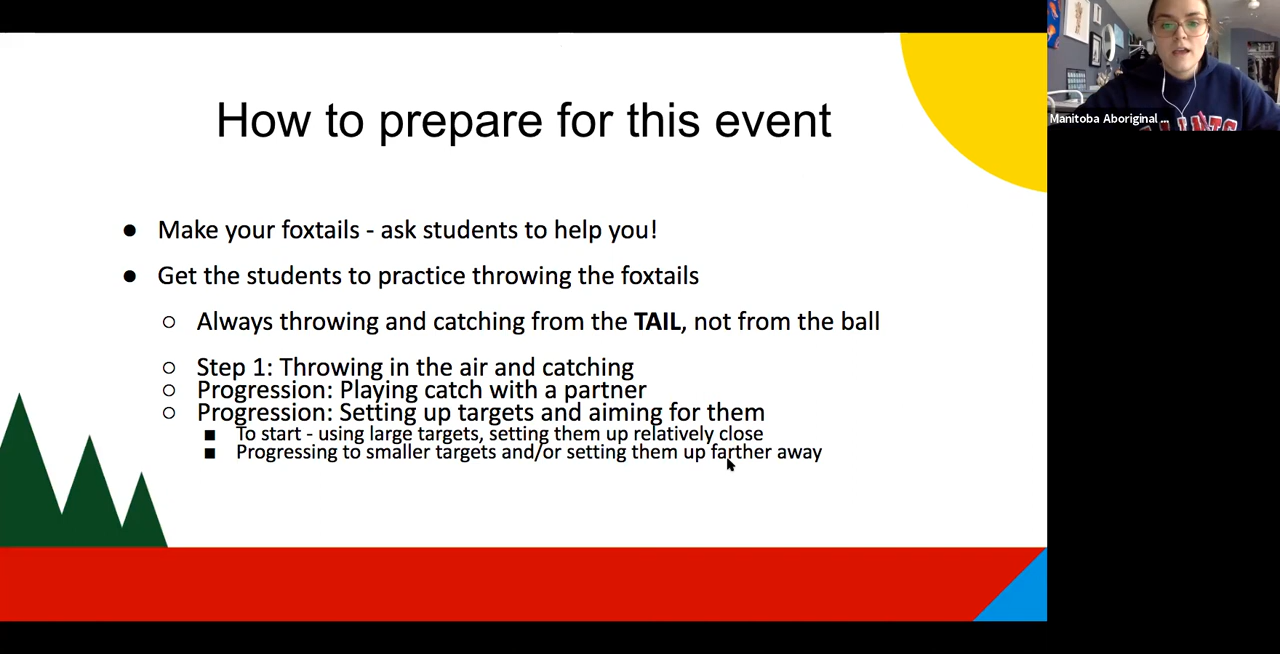 How to prepare for this event
● Make your foxtails - ask students to help you!
● Get the students to practice throwing the foxtails
○ Always throwing and catching from the TAIL, not from the ball
○ Step 1: Throwing in the air and catching
○ Progression: Playing catch with a partner
○ Progression: Setting up targets and aiming for them
■ To start - using large targets, setting them up relatively close
■ Progressing to smaller targets and/or setting them up farther away
Manitoba Aboriginal ...